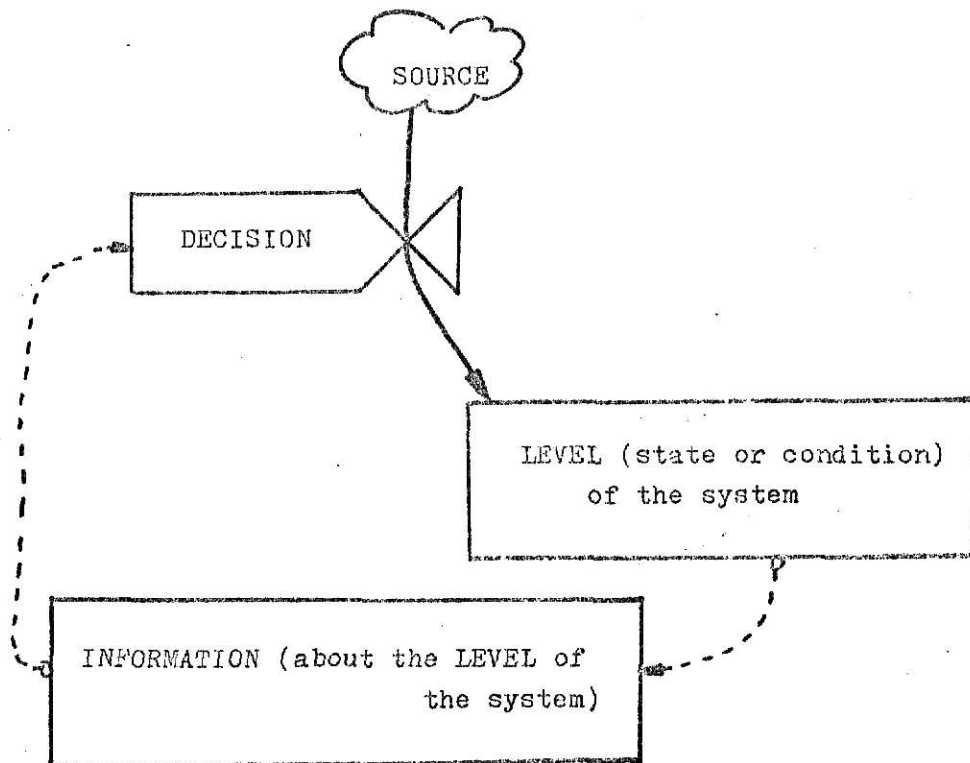 SOURCE
DECISION
LEVEL (state or condition)
of the system
INFORMATION (about the LEVEL of
the system)